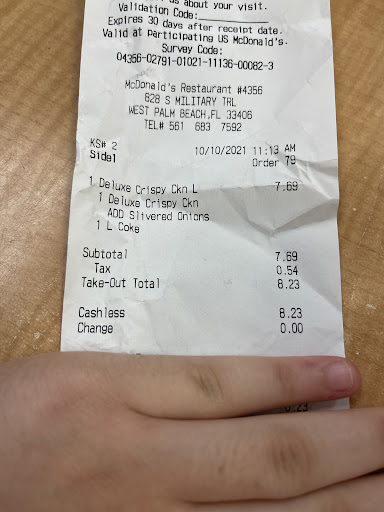 us about your visit.
Validation Code:
Expires 30 days after receipt date.
Valid at participating US McDonald's.
Survey Code:
04356-02791-01021-11136-00082-3
McDonald's Restaurant #4356
628 S MILITARY TRL
WEST PALM BEACH,FL 33406
TEL# 561 683 7592
KS# 2 10/10/2021 11:13 AM
Side1 Order 79
1 Deluxe Crispy Ckn L 7.69
1 Deluxe Crispy Ckn
ADD Slivered Onions
1 L Coke
Subtotal 7.69
Tax 0.54
Take-Out Total 8.23
Cashless 8.23
Change 0.00